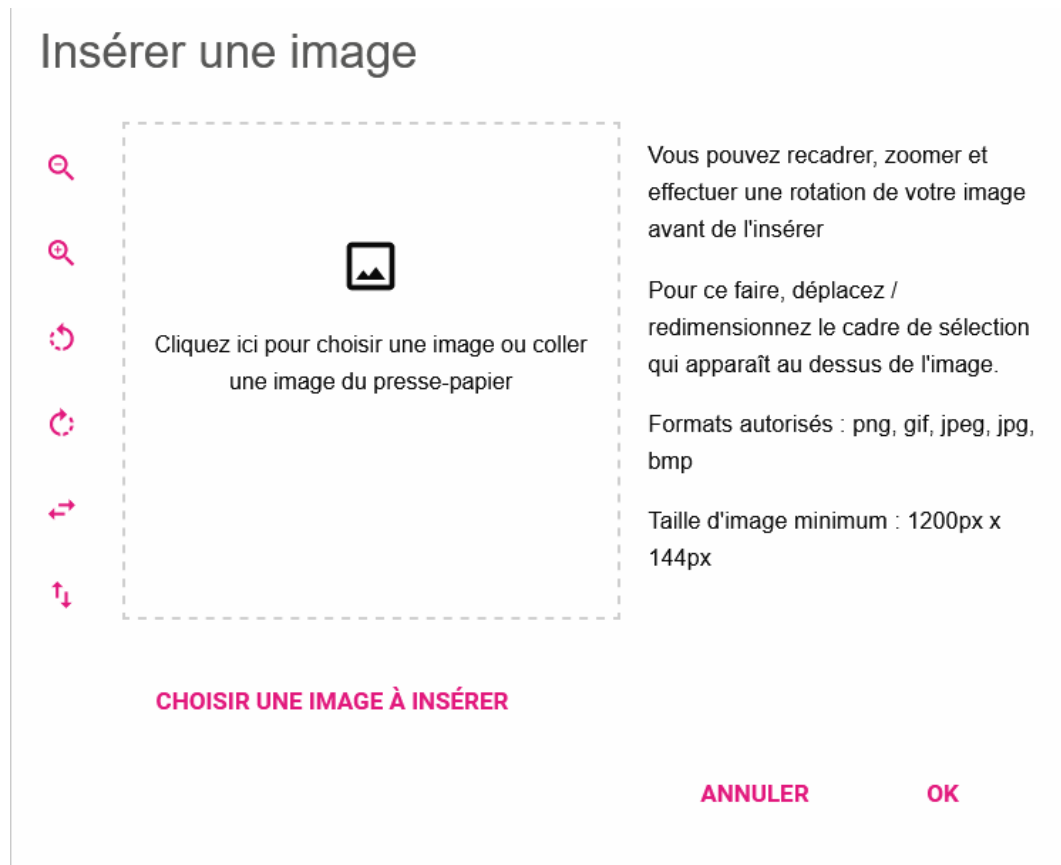 Insérer une image
Cliquez ici pour choisir une image ou coller
une image du presse-papier
Vous pouvez recadrer, zoomer et
effectuer une rotation de votre image
avant de l'insérer
Pour ce faire, déplacez /
redimensionnez le cadre de sélection
qui apparaît au dessus de l'image.
Formats autorisés : png, gif, jpeg, jpg,
bmp
Taille d'image minimum : 1200px x
144px
CHOISIR UNE IMAGE À INSÉRER
ANNULER
OK